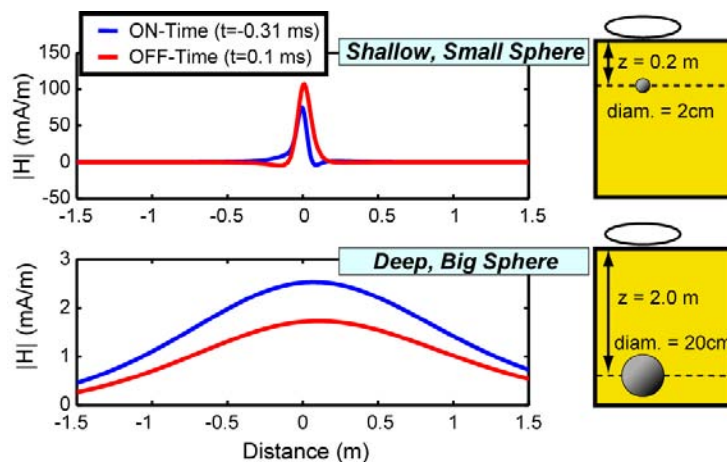 ON-Time (t=-0.31 ms)
OFF-Time (t=0.1 ms)
Shallow, Small Sphere
150
100
50
0
-50
|H| (mA/m)
-1.5 -1 -0.5 0 0.5 1 1.5
z = 0.2 m
diam. = 2cm
Deep, Big Sphere
3
2
1
0
|H| (mA/m)
-1.5 -1 -0.5 0 0.5 1 1.5
Distance (m)
z = 2.0 m
diam. = 20cm